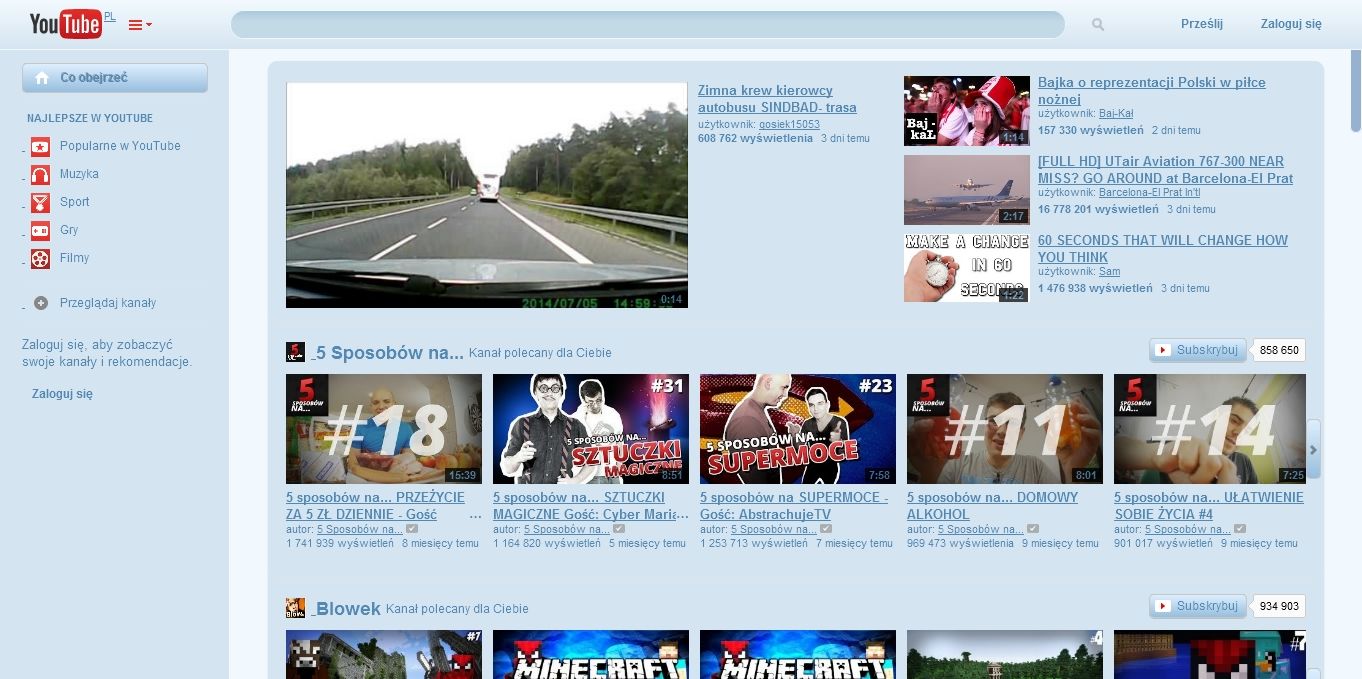 YouTube PL
Prześlij
Zaloguj się
Co obejrzeć
NAJLEPSZE W YOUTUBE
Popularne w YouTube
Muzyka
Sport
Gry
Filmy
Przeglądaj kanały
Zaloguj się, aby zobaczyć
swoje kanały i rekomendacje.
Zaloguj się
2014/07/05 14:59:
0:14
Zimna krew kierowcy
autobusu SINDBAD- trasa
użytkownik: gosiek15053
608 762 wyświetlenia 3 dni temu
Baj-
kaŁ
1:14
Bajka o reprezentacji Polski w piłce
nożnej
użytkownik: Baj-Kał
157 330 wyświetleń 2 dni temu
2:17
[FULL HD] UTair Aviation 767-300 NEAR
MISS? GO AROUND at Barcelona-El Prat
użytkownik: Barcelona-El Prat In'tl
16 778 201 wyświetleń 3 dni temu
MAKE A CHANGE
IN 60
SECONDS
1:22
60 SECONDS THAT WILL CHANGE HOW
YOU THINK
użytkownik: Sam
1 476 938 wyświetleń 3 dni temu
5 Sposobów na... Kanał polecany dla Ciebie
Subskrybuj 858 650
5
SPOSOBÓW
NA...
#18
15:39
5 sposobów na... PRZEŻYCIE
ZA 5 ZŁ DZIENNIE - Gość ...
autor: 5 Sposobów na...
1 741 939 wyświetleń 8 miesięcy temu
#31
5 SPOSOBÓW NA...
SZTUCZKI
MAGICZNE
8:51
5 sposobów na... SZTUCZKI
MAGICZNE Gość: Cyber Maria...
autor: 5 Sposobów na...
1 164 820 wyświetleń 5 miesięcy temu
#23
5 SPOSOBÓW NA...
SUPERMOCE
7:58
5 sposobów na SUPERMOCE -
Gość: AbstrachujeTV
autor: 5 Sposobów na...
1 253 713 wyświetleń 7 miesięcy temu
5
SPOSOBÓW
NA...
#11
8:01
5 sposobów na... DOMOWY
ALKOHOL
autor: 5 Sposobów na...
969 473 wyświetlenia 9 miesięcy temu
5
SPOSOBÓW
NA...
#14
7:25
5 sposobów na... UŁATWIENIE
SOBIE ŻYCIA #4
autor: 5 Sposobów na...
901 017 wyświetleń 9 miesięcy temu
Blowek Kanał polecany dla Ciebie
Subskrybuj 934 903
#7
MINECRAFT
MINECRAFT
#4
#7